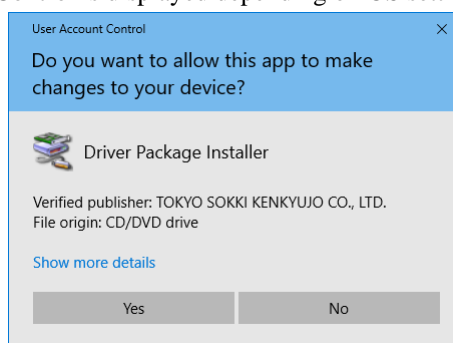 User Account Control
Do you want to allow this app to make
changes to your device?
Driver Package Installer
Verified publisher: TOKYO SOKKI KENKYUJO CO., LTD.
File origin: CD/DVD drive
Show more details
Yes
No